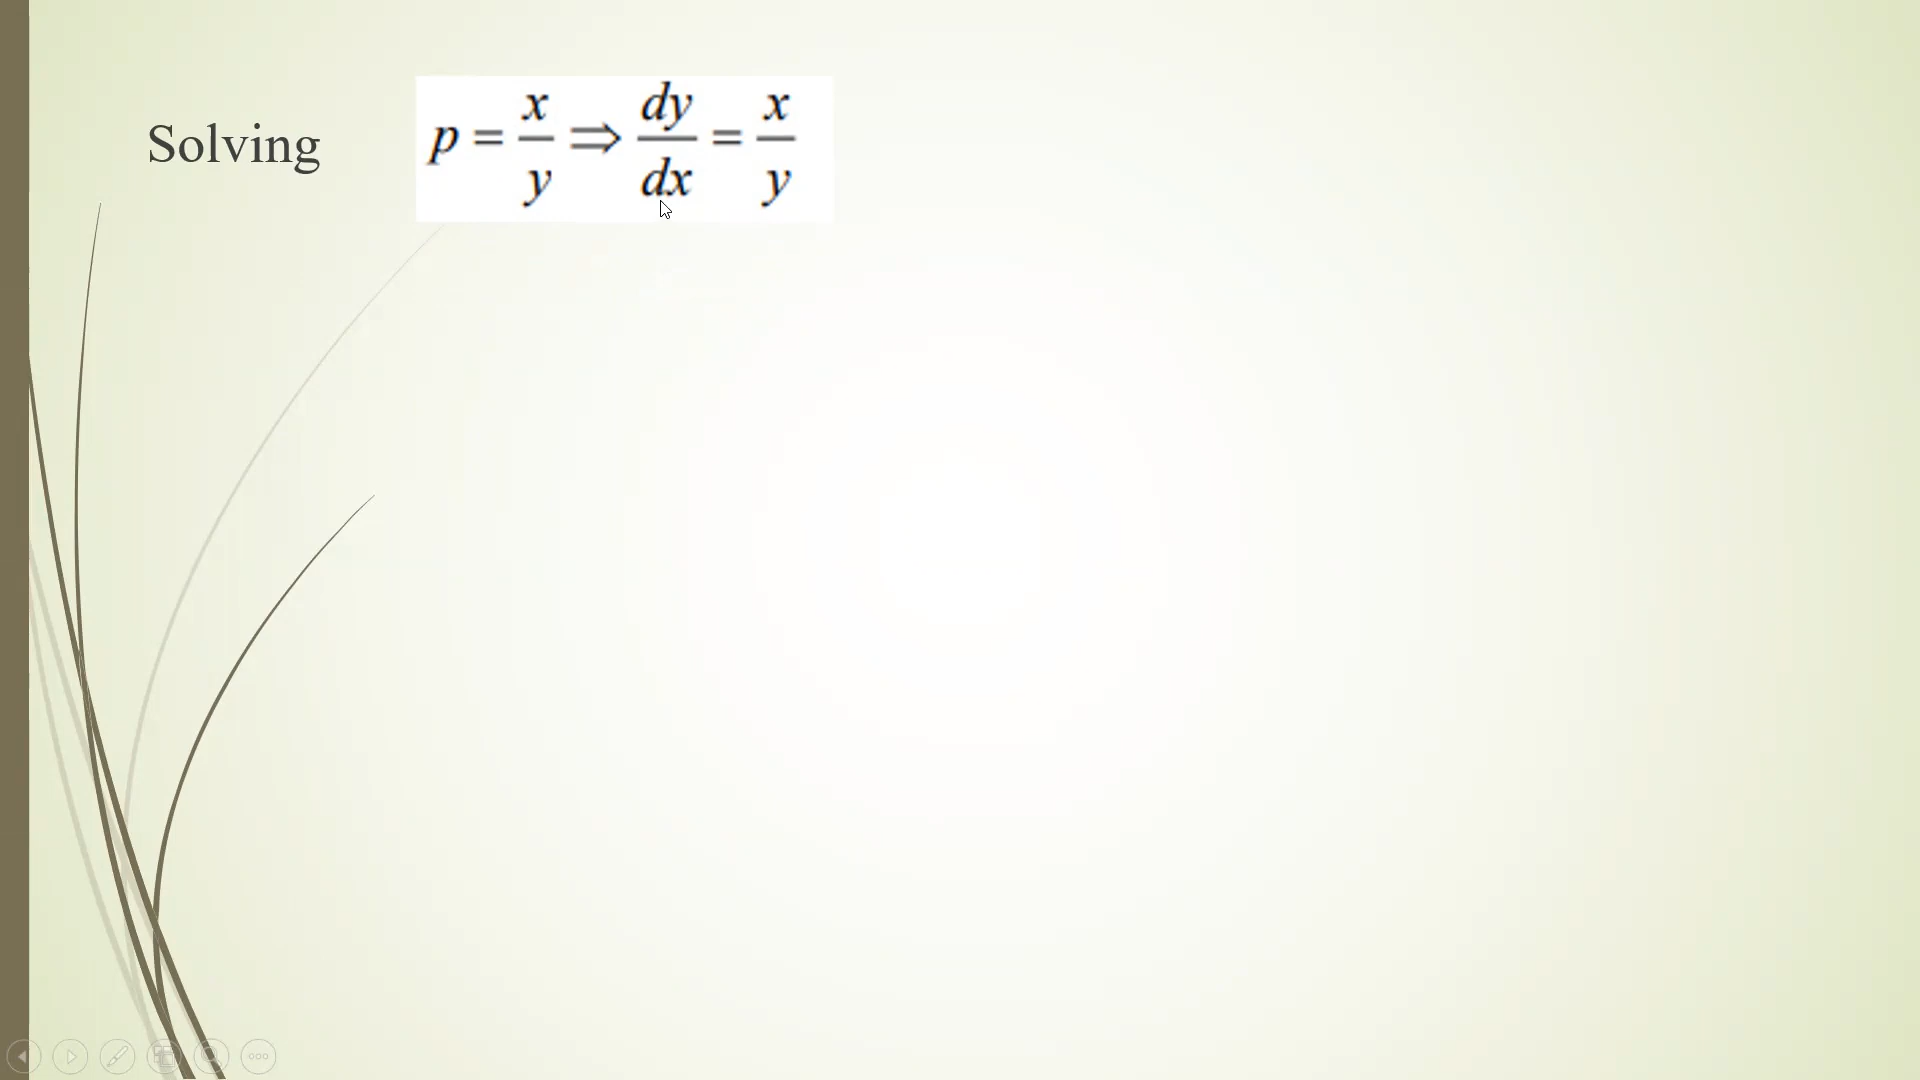 Solving p = x/y ⇒ dy/dx = x/y